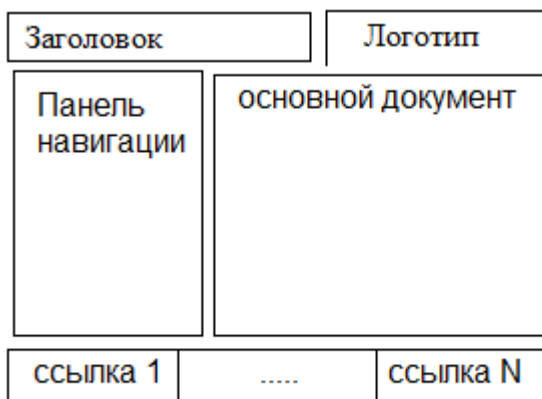 Заголовок
Логотип
Панель
навигации
основной документ
ссылка 1
.....
ссылка N